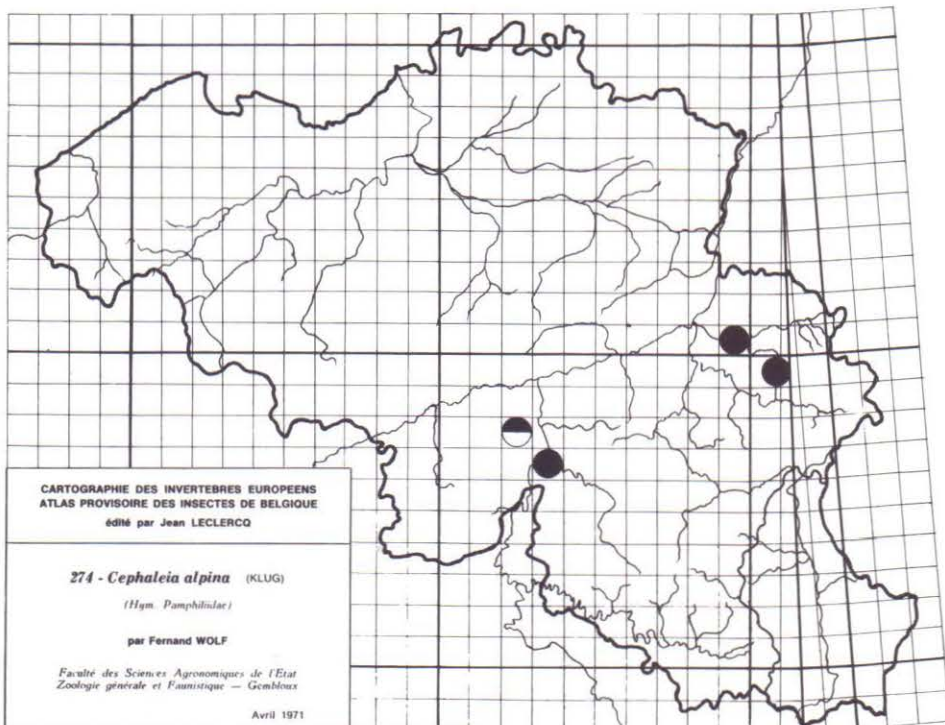 CARTOGRAPHIE DES INVERTEBRES EUROPEENS
ATLAS PROVISOIRE DES INSECTES DE BELGIQUE
édité par Jean LECLERCQ
274 - Cephaleia alpina (KLUG)
(Hym. Pamphiliidae)
par Fernand WOLF
Faculté des Sciences Agronomiques de l'Etat
Zoologie générale et Faunistique — Gembloux
Avril 1971